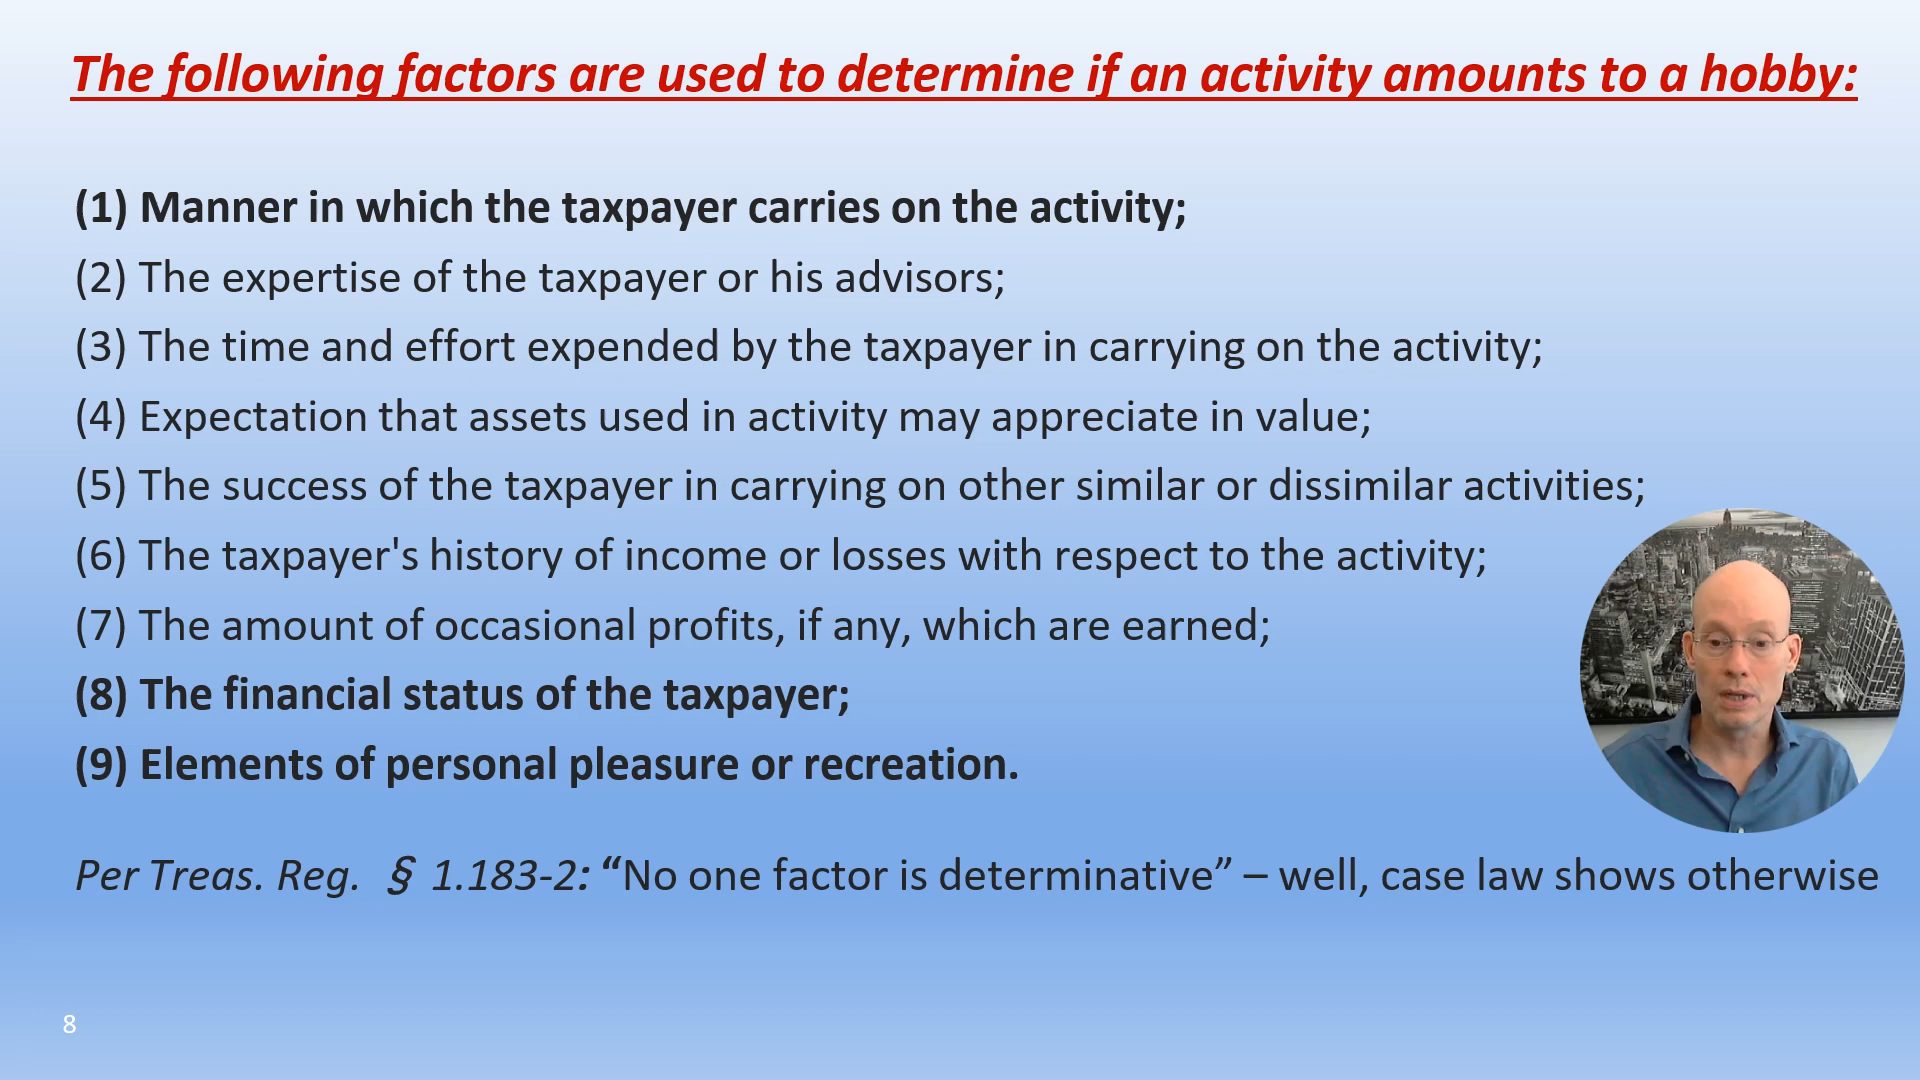 The following factors are used to determine if an activity amounts to a hobby:
(1) Manner in which the taxpayer carries on the activity;
(2) The expertise of the taxpayer or his advisors;
(3) The time and effort expended by the taxpayer in carrying on the activity;
(4) Expectation that assets used in activity may appreciate in value;
(5) The success of the taxpayer in carrying on other similar or dissimilar activities;
(6) The taxpayer's history of income or losses with respect to the activity;
(7) The amount of occasional profits, if any, which are earned;
(8) The financial status of the taxpayer;
(9) Elements of personal pleasure or recreation.
Per Treas. Reg. § 1.183-2: “No one factor is determinative” – well, case law shows otherwise
8